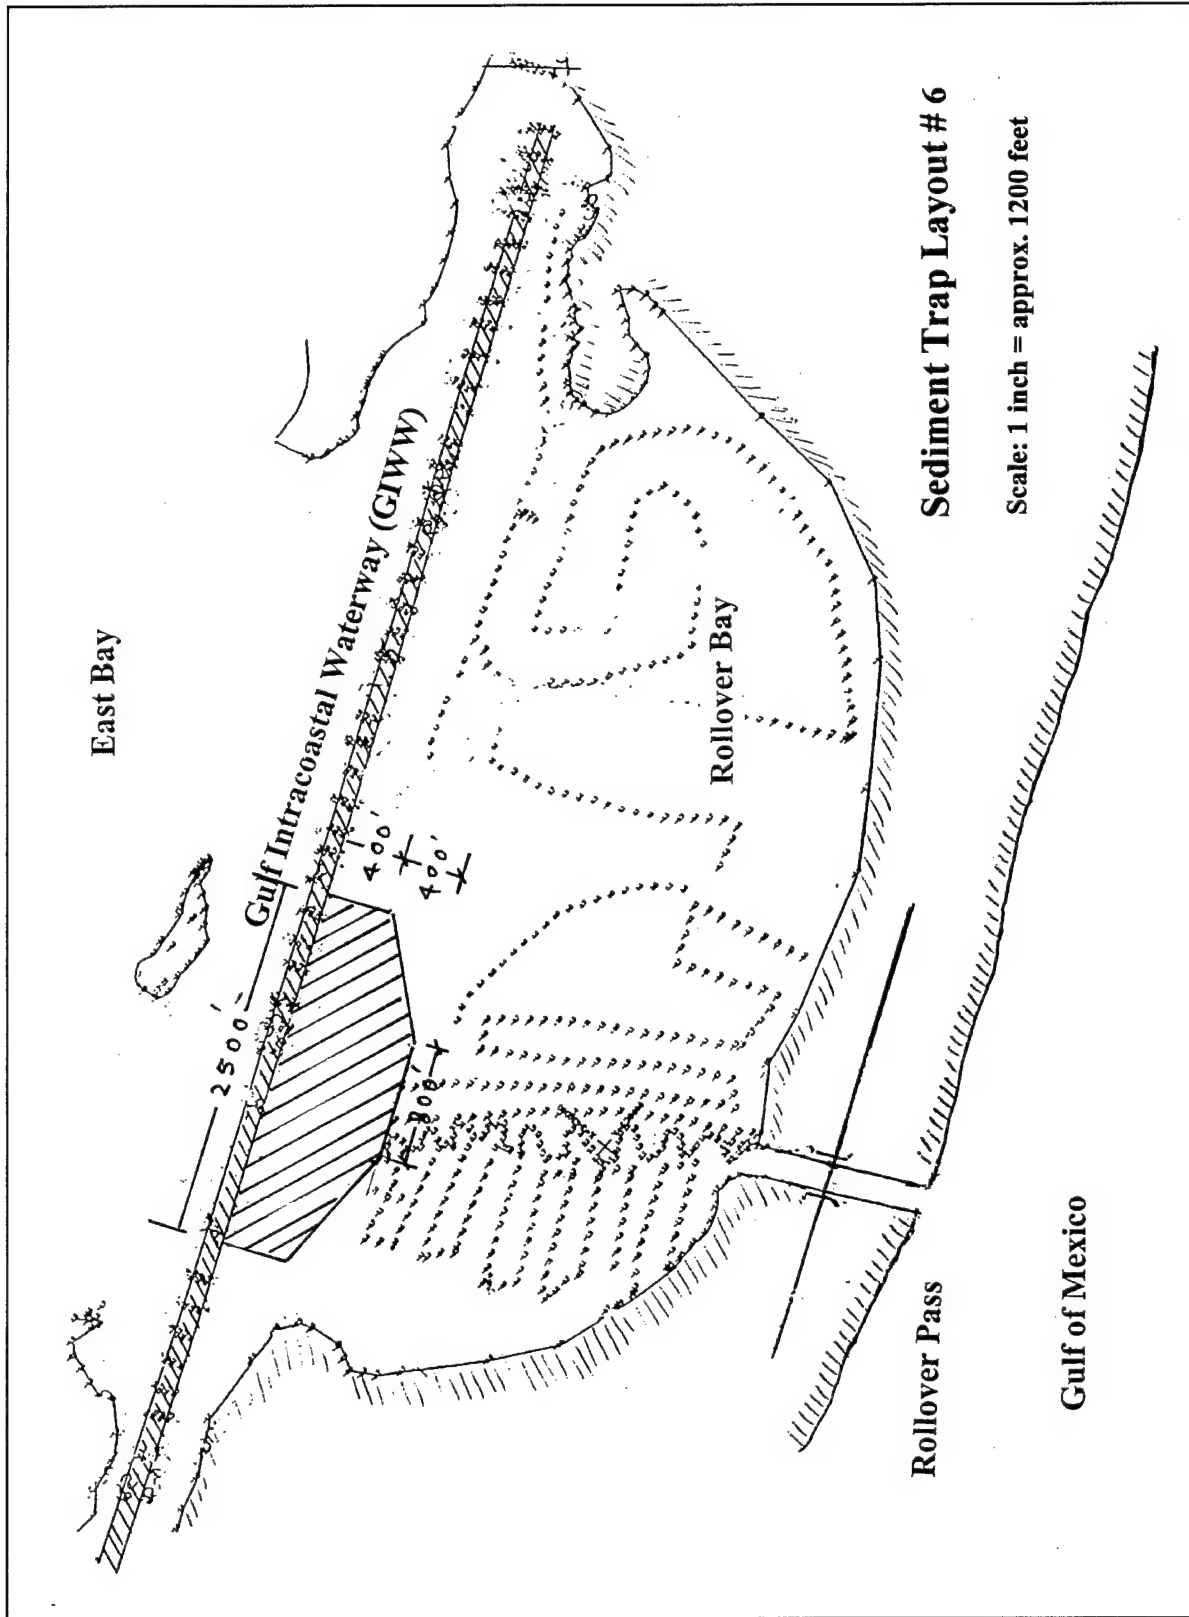 East Bay
Gulf Intracoastal Waterway (GIWW)
2500'
400'
400'
800'
Rollover Bay
Rollover Pass
Gulf of Mexico
Sediment Trap Layout # 6
Scale: 1 inch = approx. 1200 feet